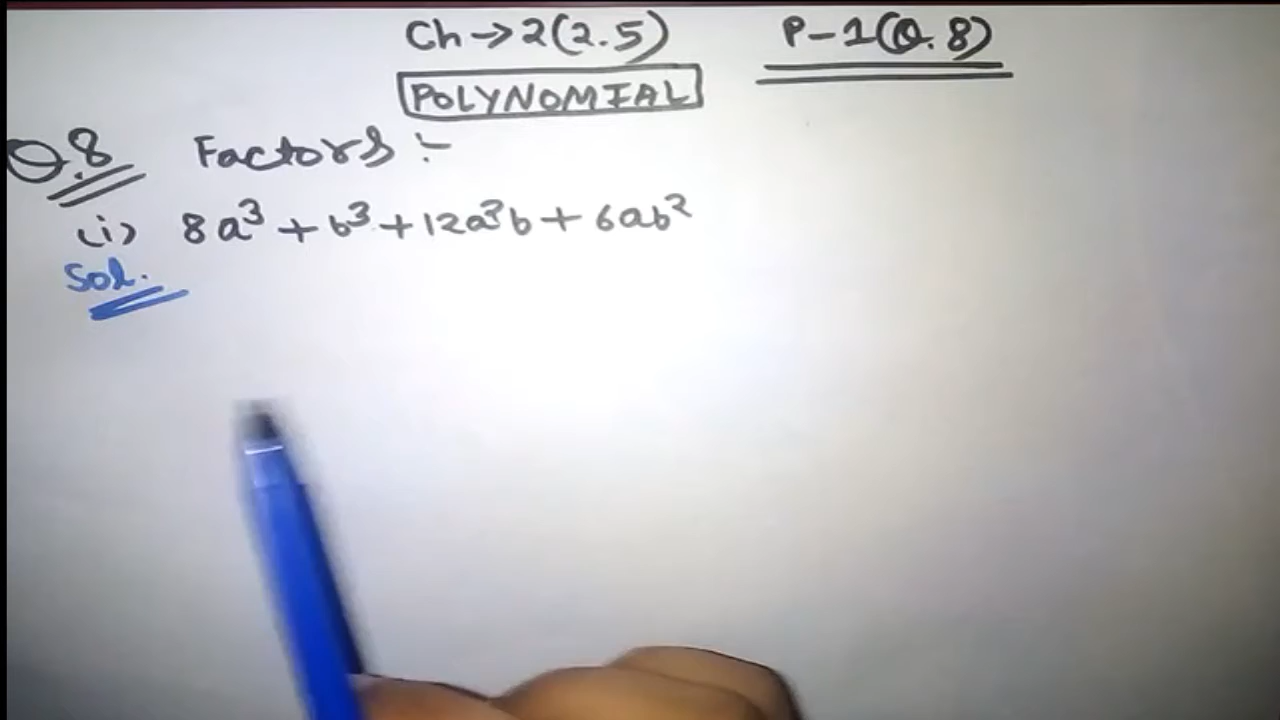 Ch→2(2.5) P-1(Q.8)
POLYNOMIAL
Q.8 Factors :-
(i) 8a³+b³+12a²b+6ab²
Sol.